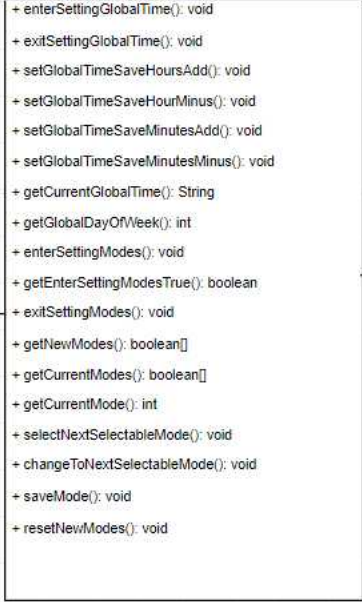 + enterSettingGlobalTime(): void
+ exitSettingGlobalTime(): void
+ setGlobalTimeSaveHoursAdd(): void
+ setGlobalTimeSaveHourMinus(): void
+ setGlobalTimeSaveMinutesAdd(): void
+ setGlobalTimeSaveMinutesMinus(): void
+ getCurrentGlobalTime(): String
+ getGlobalDayOfWeek(): int
+ enterSettingModes(): void
+ getEnterSettingModesTrue(): boolean
+ exitSettingModes(): void
+ getNewModes(): boolean[]
+ getCurrentModes(): boolean[]
+ getCurrentMode(): int
+ selectNextSelectableMode(): void
+ changeToNextSelectableMode(): void
+ saveMode(): void
+ resetNewModes(): void